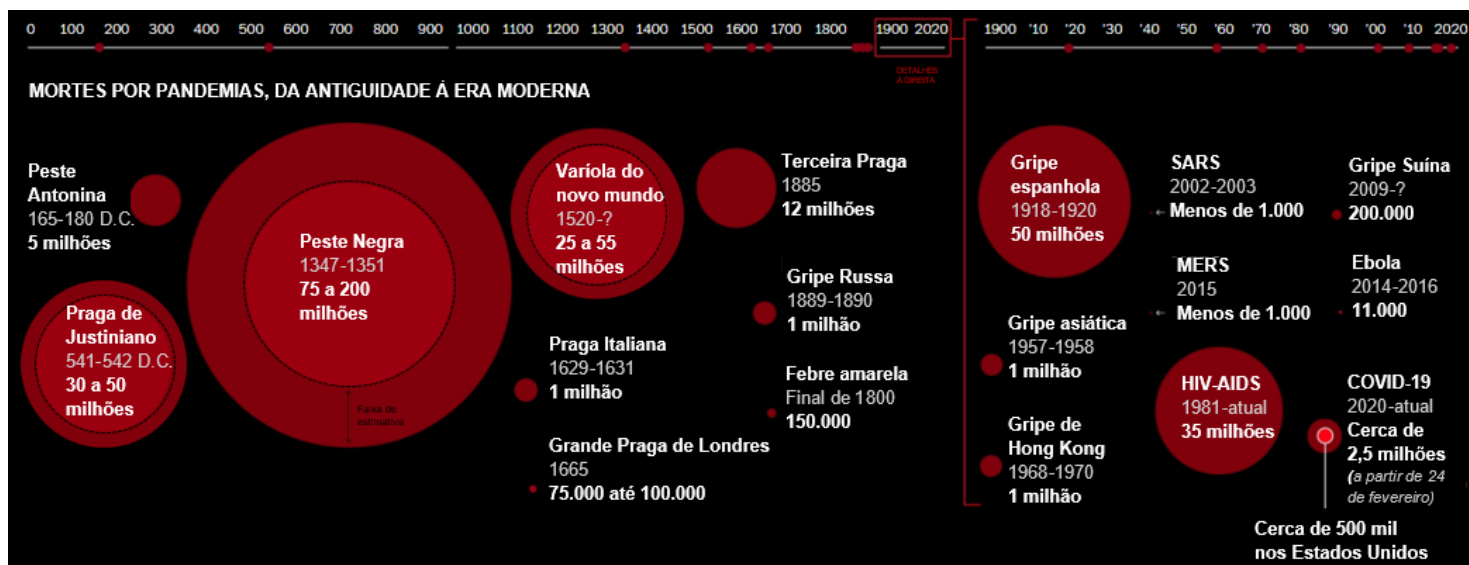 0 100 200 300 400 500 600 700 800 900 1000 1100 1200 1300 1400 1500 1600 1700 1800 1900 2020
1900 '10 '20 '30 '40 '50 '60 '70 '80 '90 '00 '10 2020
DETALHES
A DIREITA
MORTES POR PANDEMIAS, DA ANTIGUIDADE Á ERA MODERNA
Peste
Antonina
165-180 D.C.
5 milhões
Praga de
Justiniano
541-542 D.C.
30 a 50
milhões
Peste Negra
1347-1351
75 a 200
milhões
Faixa de
estimativa
Varíola do
novo mundo
1520-?
25 a 55
milhões
Praga Italiana
1629-1631
1 milhão
Grande Praga de Londres
1665
75.000 até 100.000
Terceira Praga
1885
12 milhões
Gripe Russa
1889-1890
1 milhão
Febre amarela
Final de 1800
150.000
Gripe
espanhola
1918-1920
50 milhões
Gripe asiática
1957-1958
1 milhão
Gripe de
Hong Kong
1968-1970
1 milhão
SARS
2002-2003
Menos de 1.000
MERS
2015
Menos de 1.000
HIV-AIDS
1981-atual
35 milhões
Gripe Suína
2009-?
200.000
Ebola
2014-2016
11.000
COVID-19
2020-atual
Cerca de
2,5 milhões
(a partir de 24
de fevereiro)
Cerca de 500 mil
nos Estados Unidos